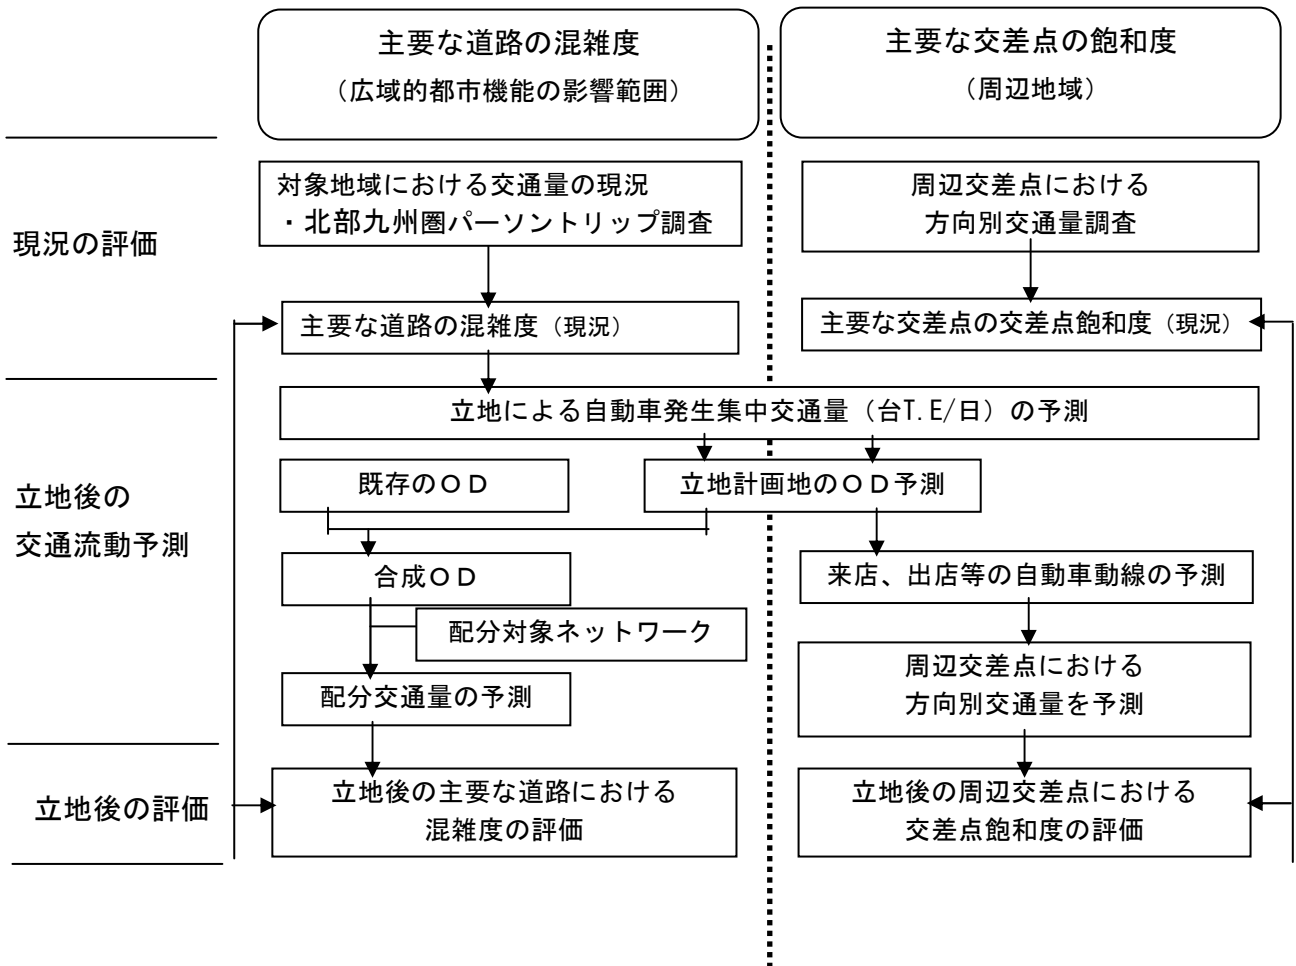 主要な道路の混雑度
（広域的都市機能の影響範囲）
主要な交差点の飽和度
（周辺地域）
現況の評価
対象地域における交通量の現況
・北部九州圏パーソントリップ調査
周辺交差点における
方向別交通量調査
主要な道路の混雑度（現況）
主要な交差点の交差点飽和度（現況）
立地後の
交通流動予測
立地による自動車発生集中交通量（台T.E/日）の予測
既存のＯＤ
立地計画地のＯＤ予測
合成ＯＤ
来店、出店等の自動車動線の予測
配分対象ネットワーク
配分交通量の予測
周辺交差点における
方向別交通量を予測
立地後の評価
立地後の主要な道路における
混雑度の評価
立地後の周辺交差点における
交差点飽和度の評価